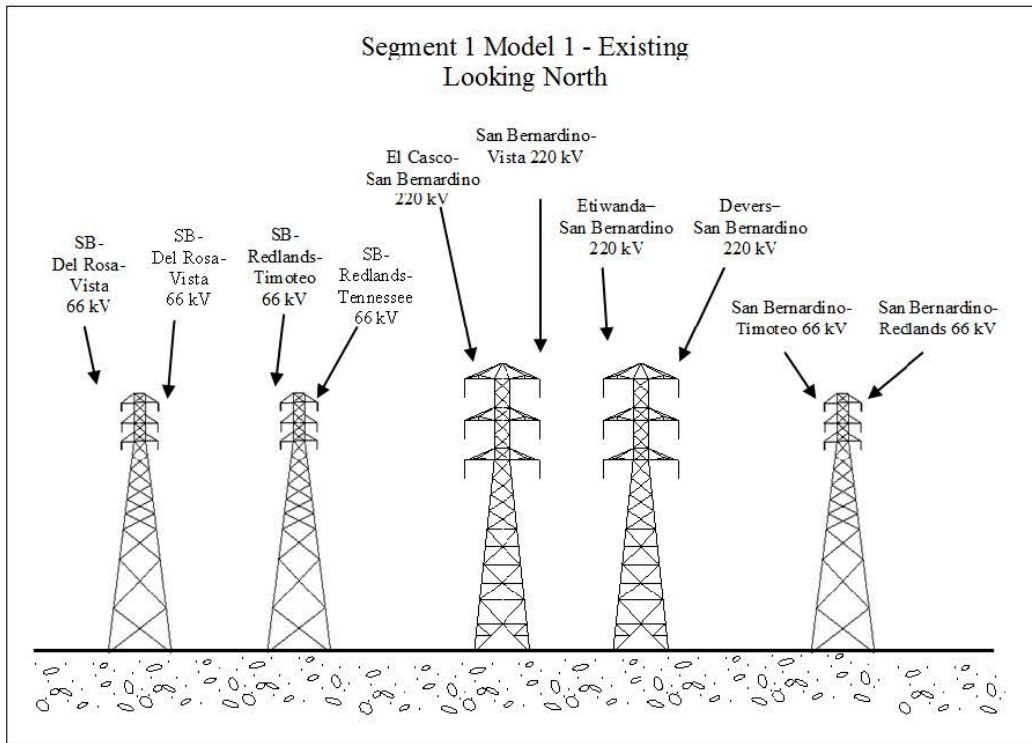 Segment 1 Model 1 - Existing
Looking North
SB-
Del Rosa-
Vista
66 kV
SB-
Del Rosa-
Vista
66 kV
SB-
Redlands-
Timoteo
66 kV
SB-
Redlands-
Tennessee
66 kV
El Casco-
San Bernardino
220 kV
San Bernardino-
Vista 220 kV
Etiwanda–
San Bernardino
220 kV
Devers–
San Bernardino
220 kV
San Bernardino-
Timoteo 66 kV
San Bernardino-
Redlands 66 kV